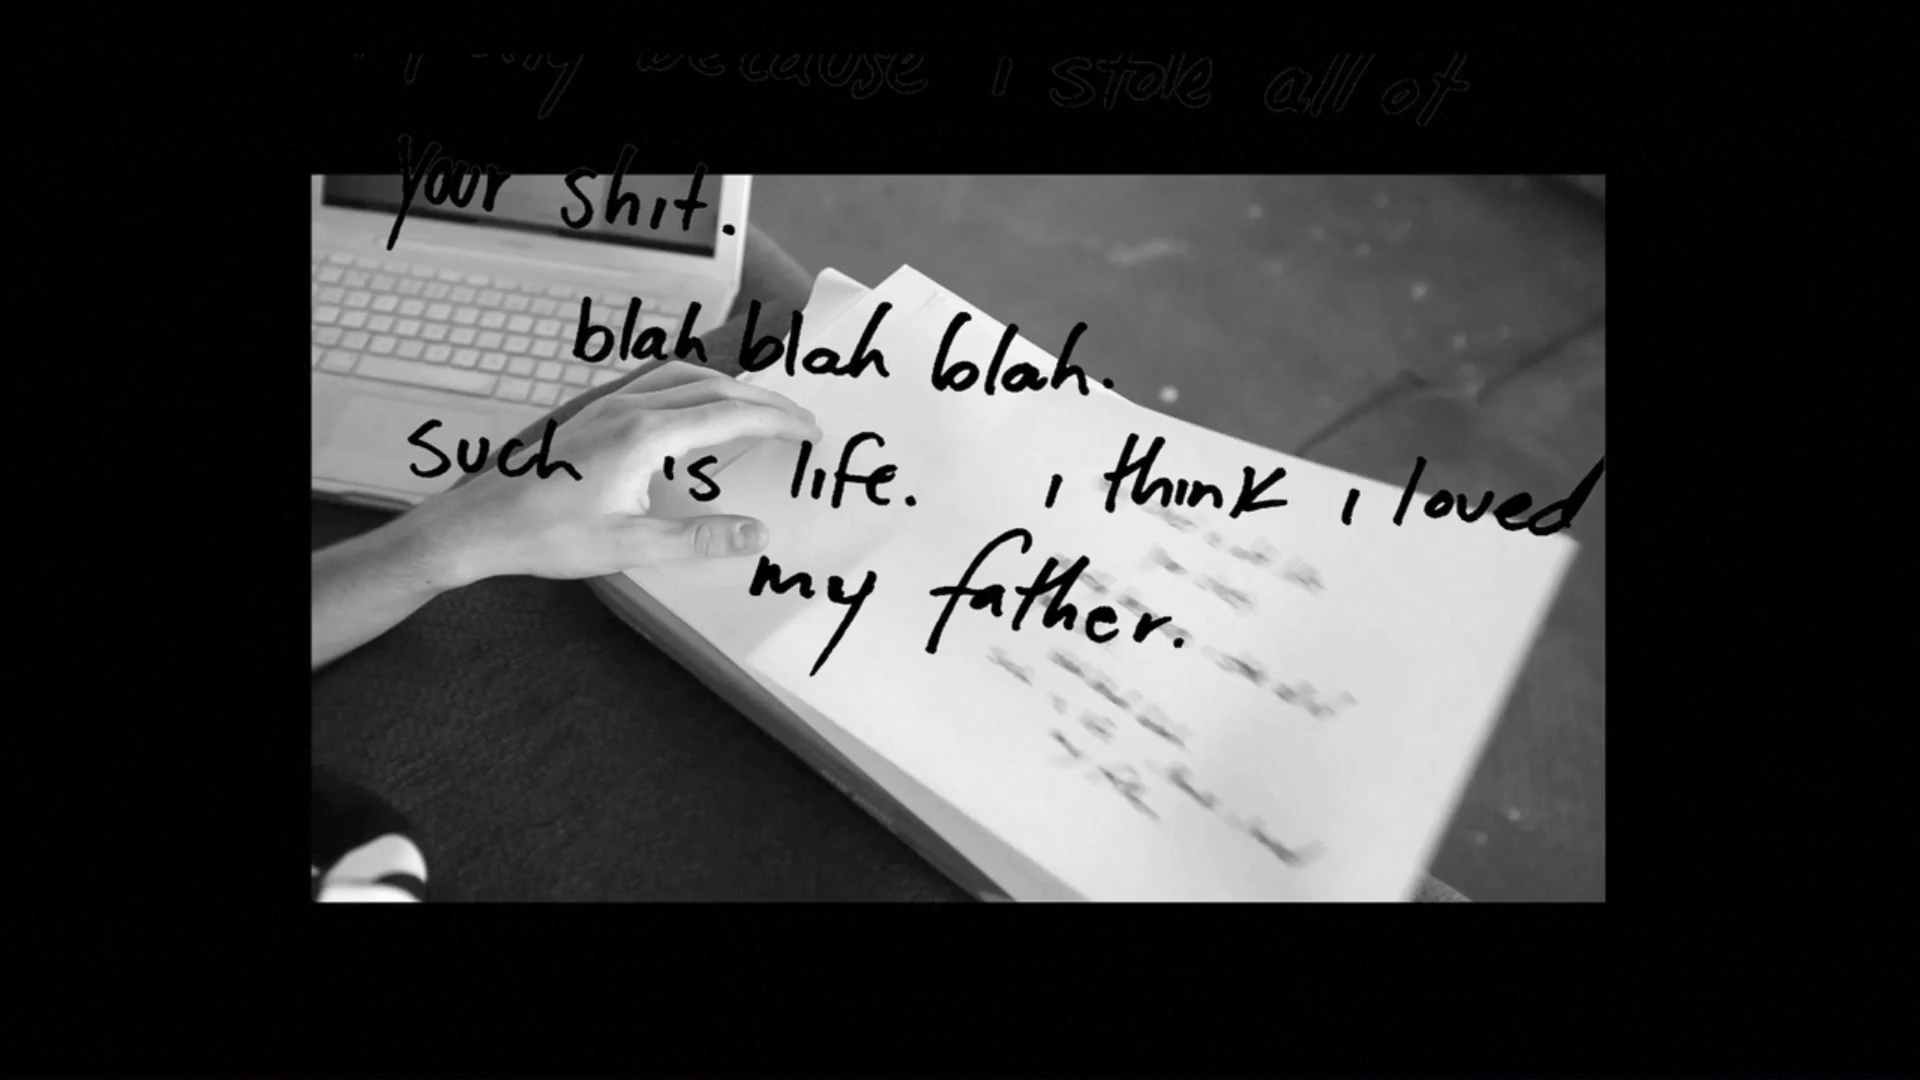 because i stole all of
your shit.
blah blah blah.
such is life. i think i loved
my father.